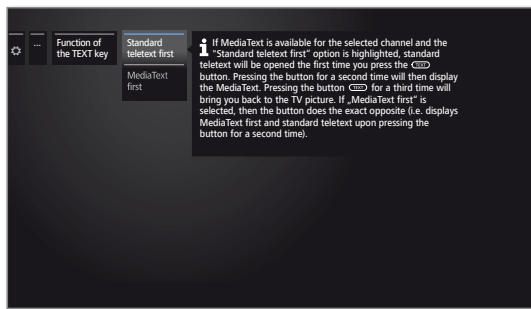 ...
Function of
the TEXT key
Standard
teletext first
MediaText
first
If MediaText is available for the selected channel and the
"Standard teletext first" option is highlighted, standard
teletext will be opened the first time you press the TEXT
button. Pressing the button for a second time will then display
the MediaText. Pressing the button TEXT for a third time will
bring you back to the TV picture. If „MediaText first" is
selected, then the button does the exact opposite (i.e. displays
MediaText first and standard teletext upon pressing the
button for a second time).